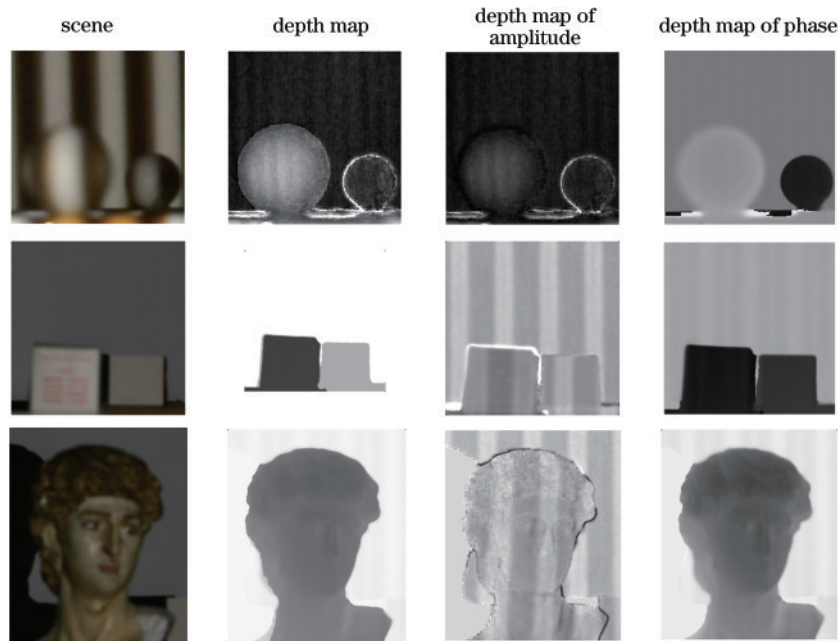 scene
depth map
depth map of
amplitude
depth map of phase